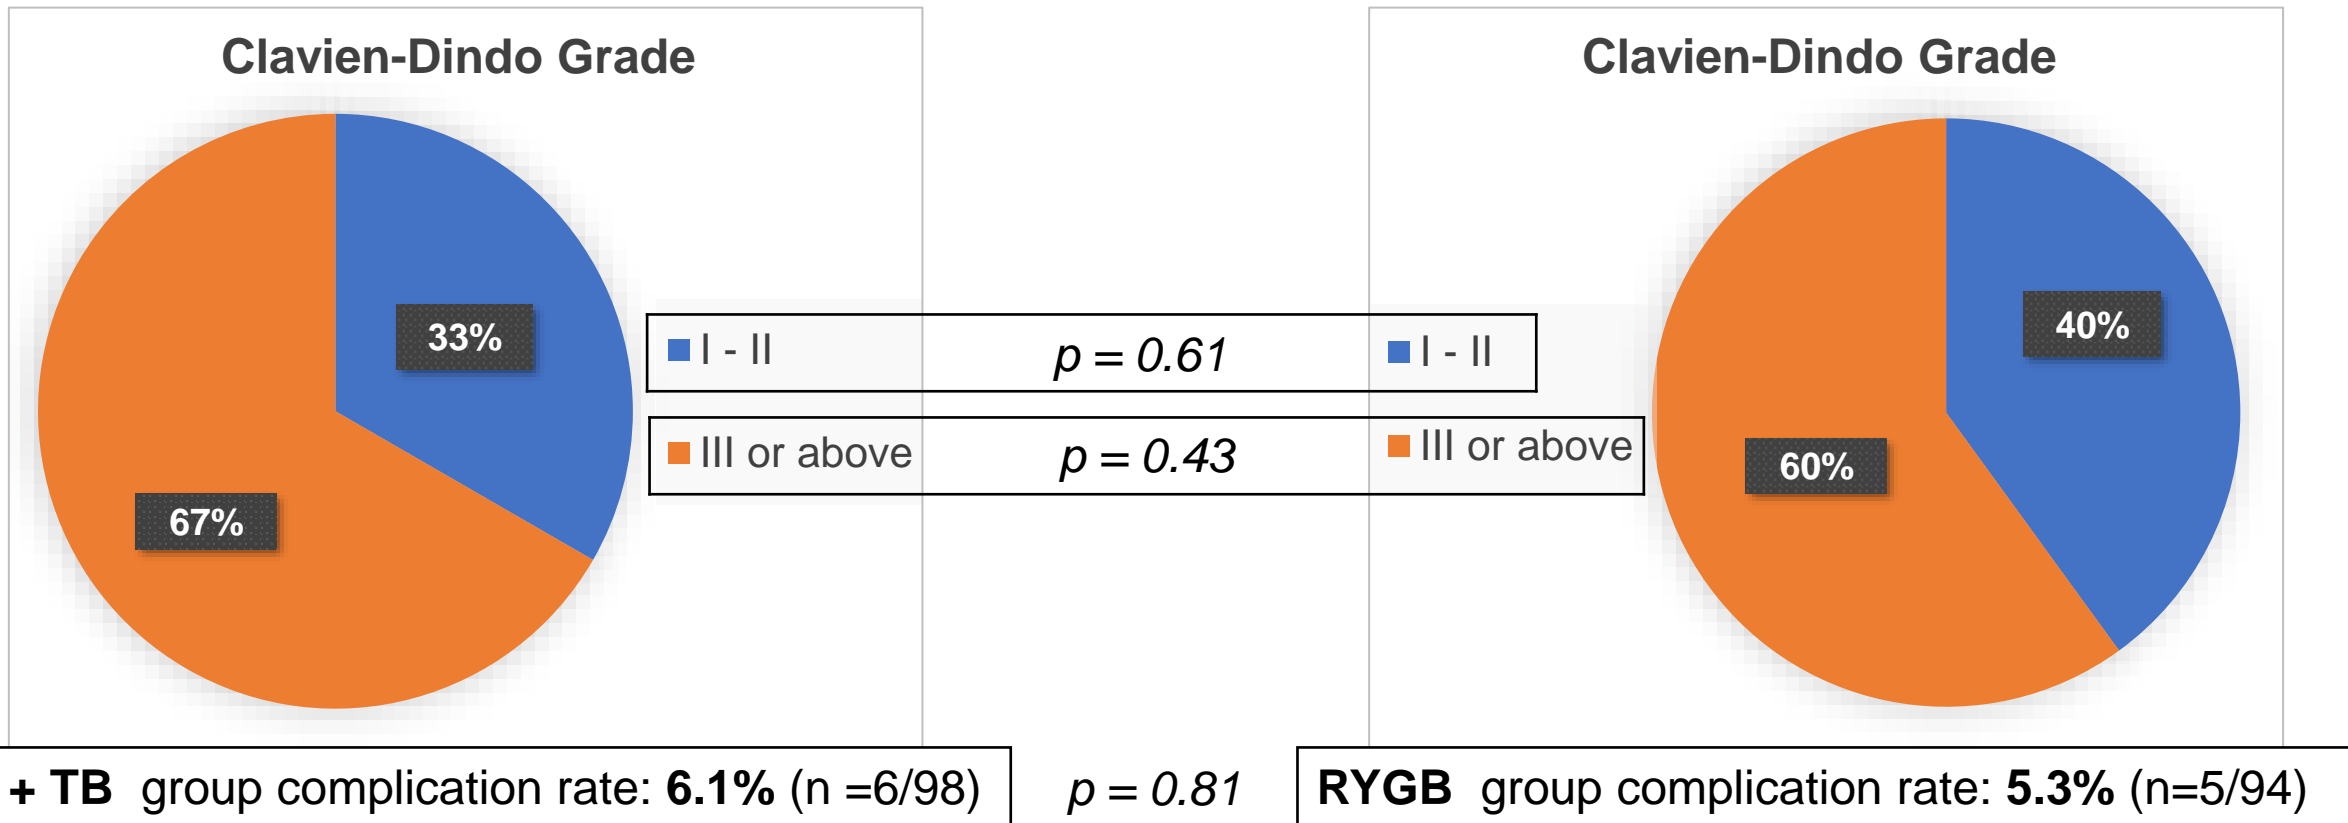 Clavien-Dindo Grade
33%
67%
I - II
III or above
p = 0.61
p = 0.43
Clavien-Dindo Grade
40%
60%
I - II
III or above
+ TB group complication rate: 6.1% (n =6/98)
p = 0.81
RYGB group complication rate: 5.3% (n=5/94)